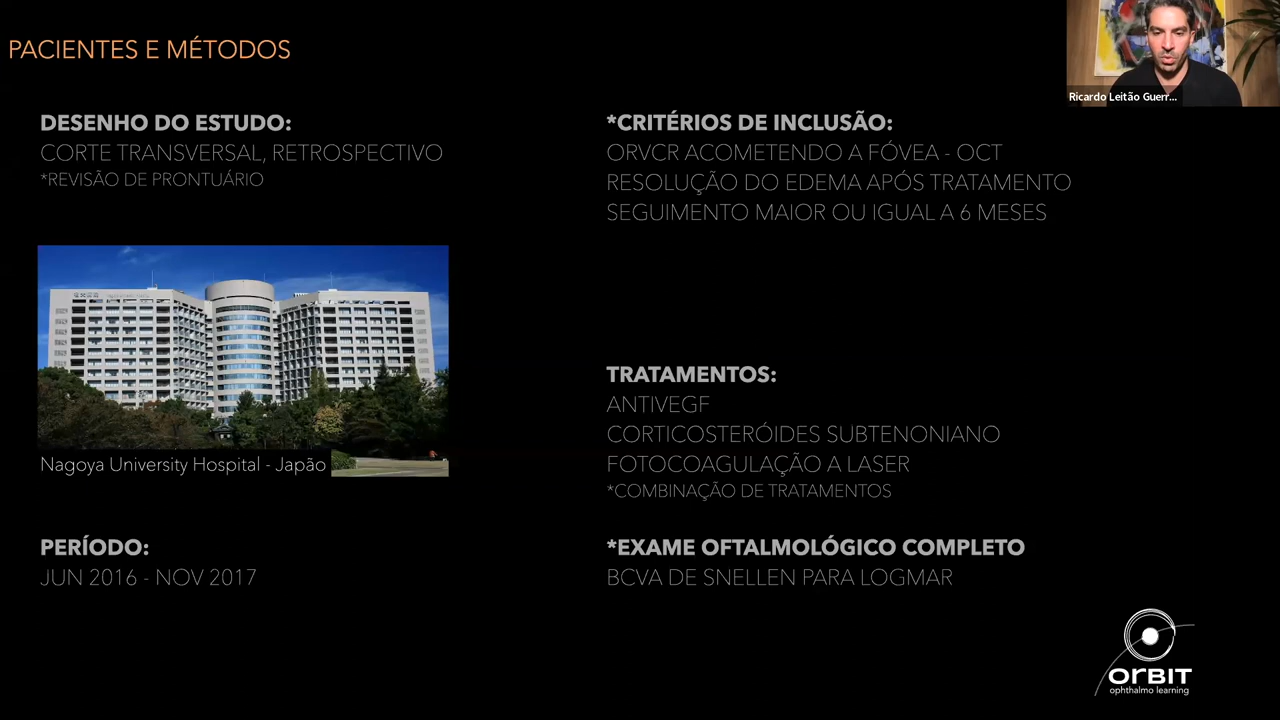 PACIENTES E MÉTODOS
Ricardo Leitão Guerr...
DESENHO DO ESTUDO:
CORTE TRANSVERSAL, RETROSPECTIVO
*REVISÃO DE PRONTUÁRIO
Nagoya University Hospital - Japão
PERÍODO:
JUN 2016 - NOV 2017
*CRITÉRIOS DE INCLUSÃO:
ORVCR ACOMETENDO A FÓVEA - OCT
RESOLUÇÃO DO EDEMA APÓS TRATAMENTO
SEGUIMENTO MAIOR OU IGUAL A 6 MESES
TRATAMENTOS:
ANTIVEGF
CORTICOSTERÓIDES SUBTENONIANO
FOTOCOAGULAÇÃO A LASER
*COMBINAÇÃO DE TRATAMENTOS
*EXAME OFTALMOLÓGICO COMPLETO
BCVA DE SNELLEN PARA LOGMAR
ORBIT
ophthalmo learning